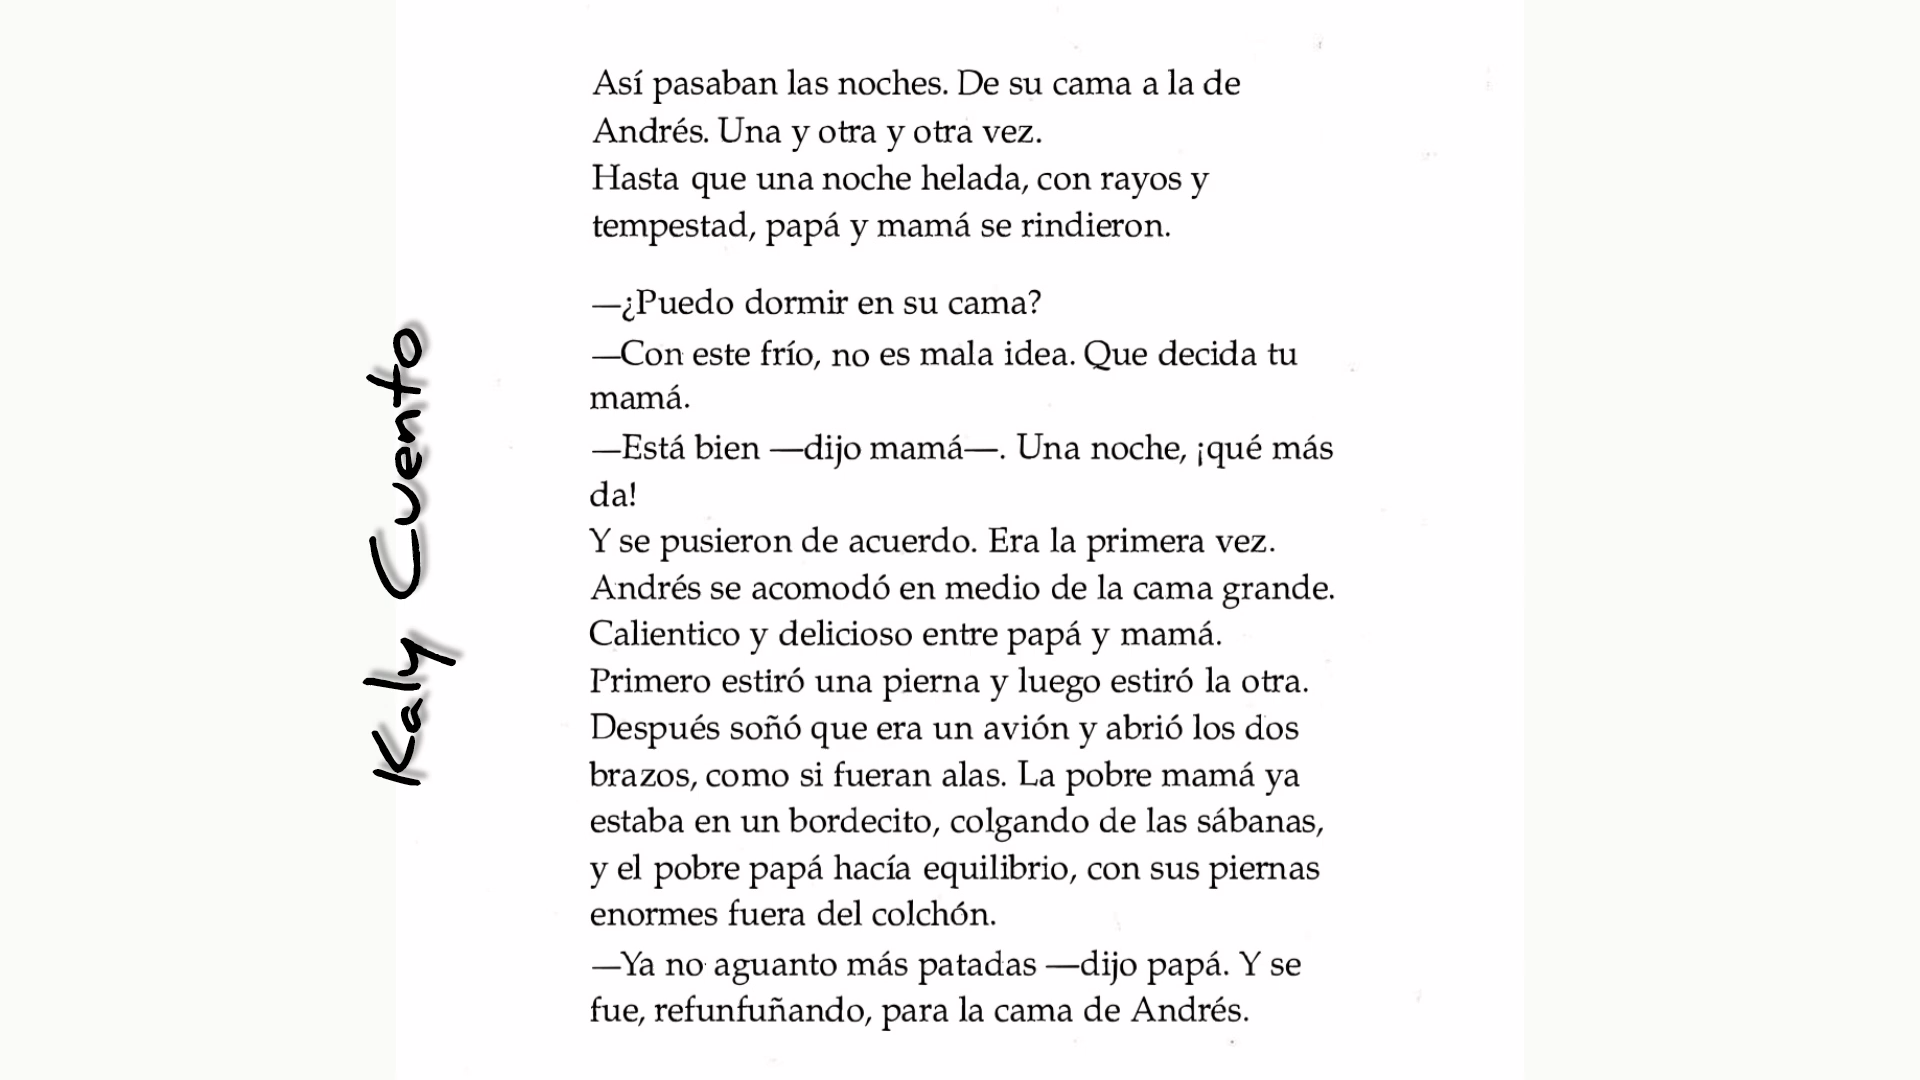 Así pasaban las noches. De su cama a la de
Andrés. Una y otra y otra vez.
Hasta que una noche helada, con rayos y
tempestad, papá y mamá se rindieron.
—¿Puedo dormir en su cama?
—Con este frío, no es mala idea. Que decida tu
mamá.
—Está bien —dijo mamá—. Una noche, ¡qué más
da!
Y se pusieron de acuerdo. Era la primera vez.
Andrés se acomodó en medio de la cama grande.
Calientico y delicioso entre papá y mamá.
Primero estiró una pierna y luego estiró la otra.
Después soñó que era un avión y abrió los dos
brazos, como si fueran alas. La pobre mamá ya
estaba en un bordecito, colgando de las sábanas,
y el pobre papá hacía equilibrio, con sus piernas
enormes fuera del colchón.
—Ya no aguanto más patadas —dijo papá. Y se
fue, refunfuñando, para la cama de Andrés.
Kaly Cuento